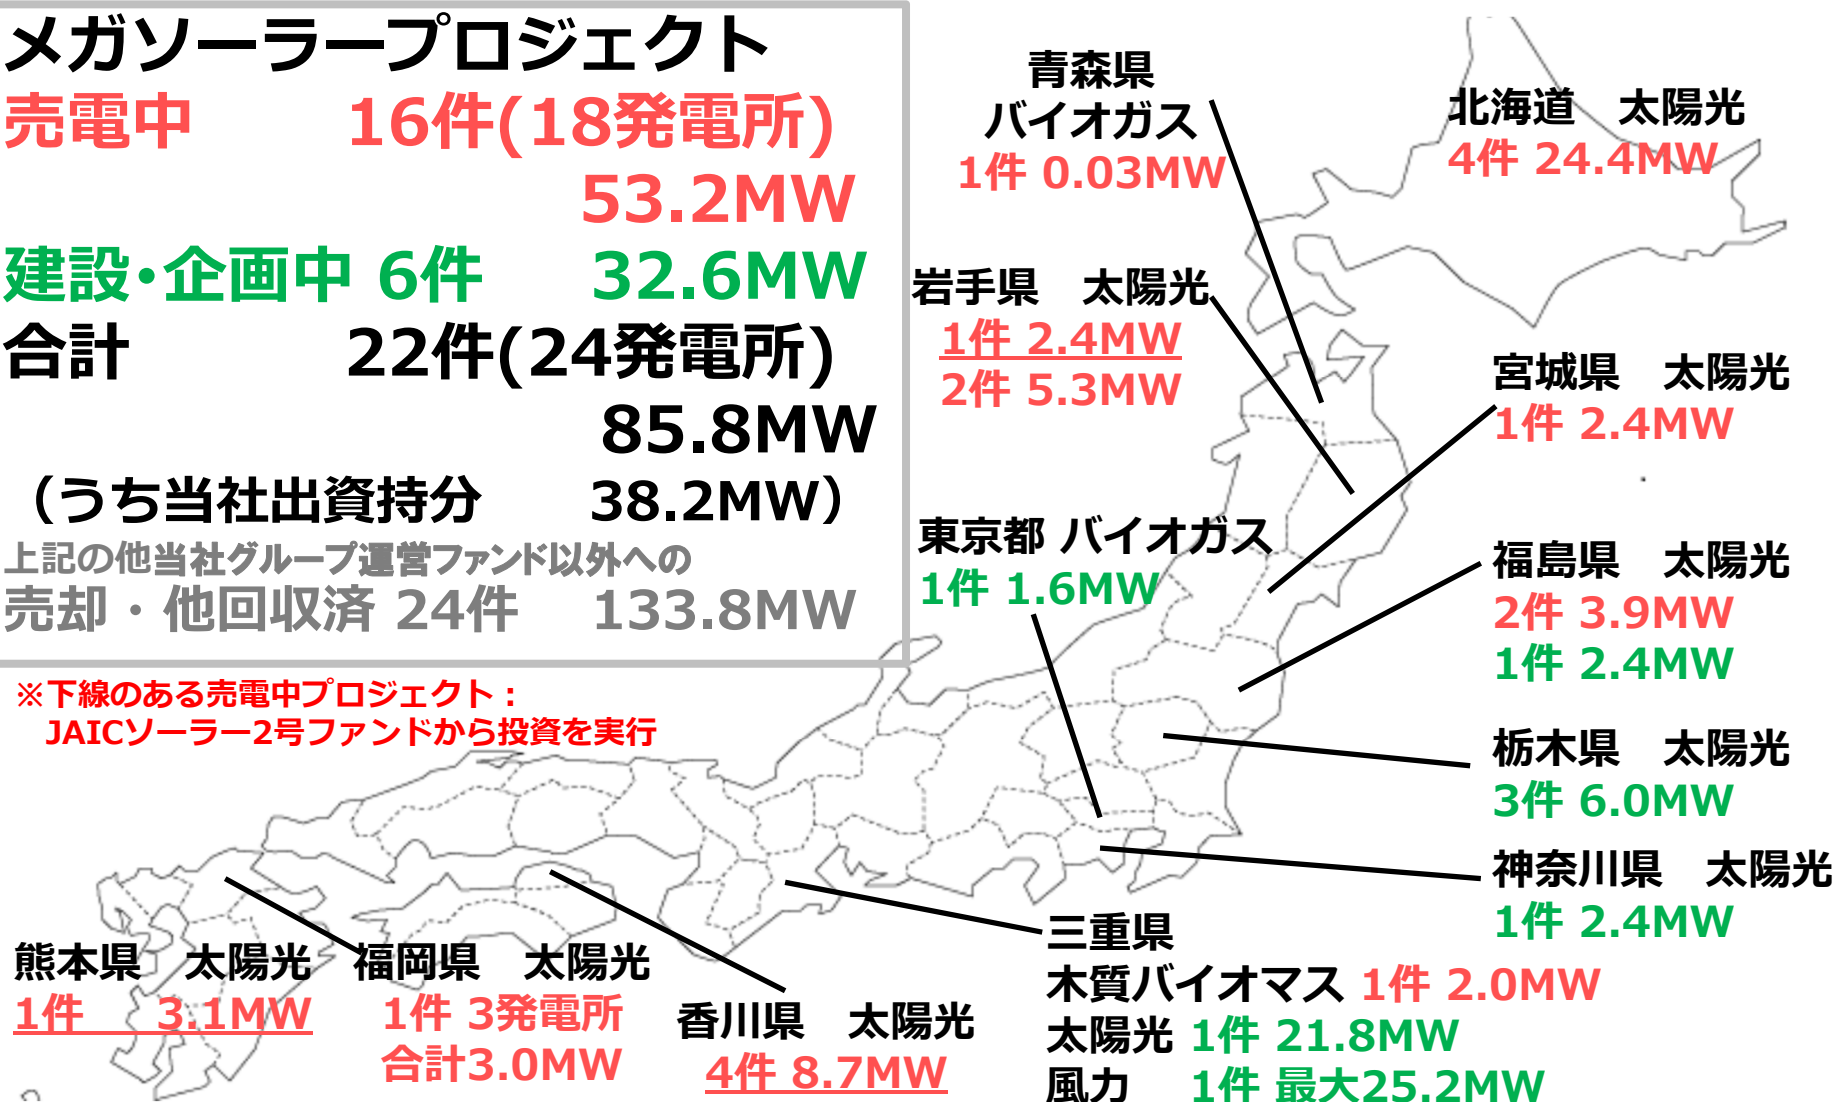 メガソーラープロジェクト
売電中 16件(18発電所)
53.2MW
建設・企画中 6件 32.6MW
合計 22件(24発電所)
85.8MW
（うち当社出資持分 38.2MW）
上記の他当社グループ運営ファンド以外への
売却・他回収済 24件 133.8MW
※下線のある売電中プロジェクト：
JAICソーラー2号ファンドから投資を実行
青森県
バイオガス
1件 0.03MW
北海道 太陽光
4件 24.4MW
岩手県 太陽光
1件 2.4MW
2件 5.3MW
宮城県 太陽光
1件 2.4MW
東京都 バイオガス
1件 1.6MW
福島県 太陽光
2件 3.9MW
1件 2.4MW
栃木県 太陽光
3件 6.0MW
神奈川県 太陽光
1件 2.4MW
三重県
木質バイオマス 1件 2.0MW
太陽光 1件 21.8MW
風力 1件 最大25.2MW
香川県 太陽光
4件 8.7MW
福岡県 太陽光
1件 3発電所
合計3.0MW
熊本県 太陽光
1件 3.1MW